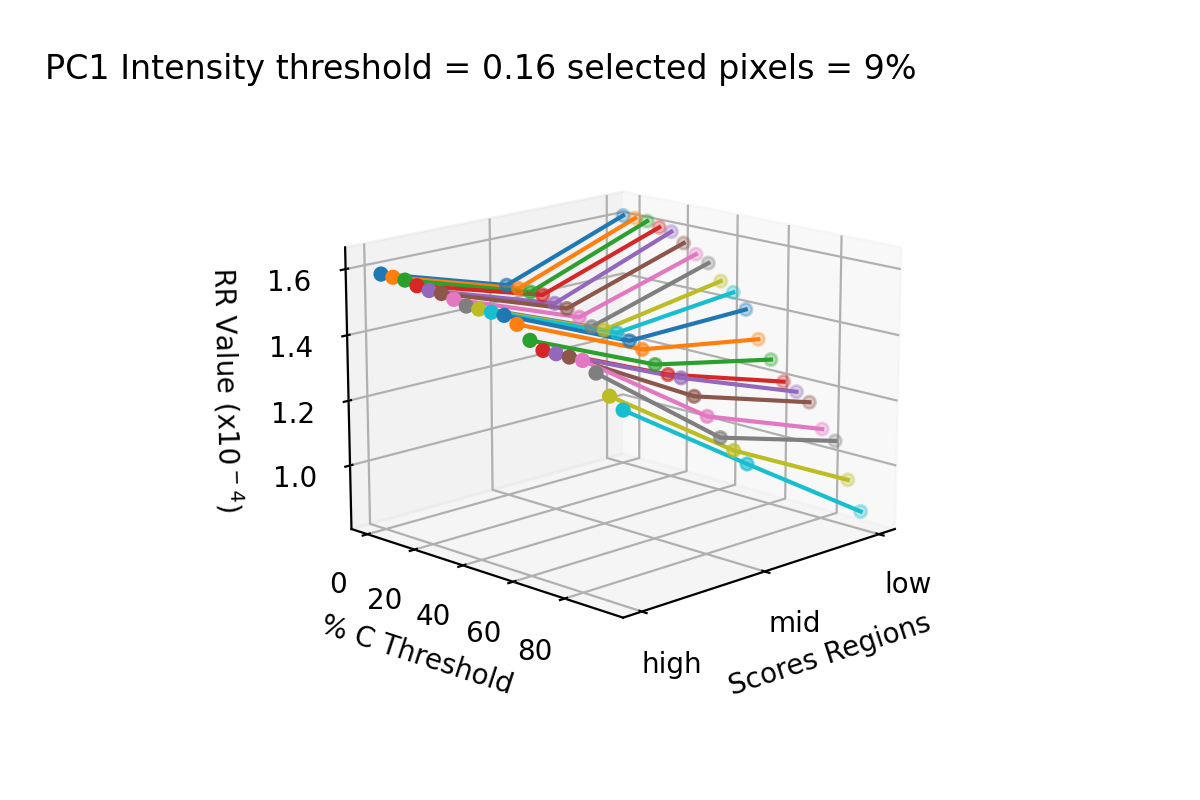 PC1 Intensity threshold = 0.16 selected pixels = 9%
RR Value (x10⁻⁴)
1.6
1.4
1.2
1.0
0
20
40
60
80
% C Threshold
high
mid
low
Scores Regions